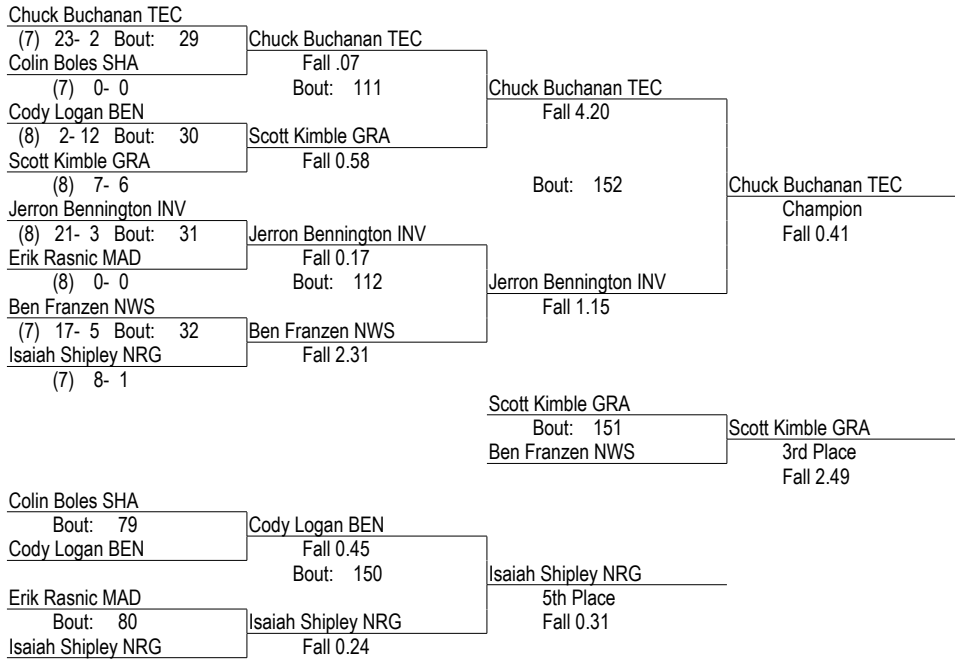 Chuck Buchanan TEC
(7) 23- 2 Bout: 29 Chuck Buchanan TEC
Colin Boles SHA Fall .07
(7) 0- 0 Bout: 111 Chuck Buchanan TEC
Cody Logan BEN Fall 4.20
(8) 2- 12 Bout: 30 Scott Kimble GRA
Scott Kimble GRA Fall 0.58
(8) 7- 6 Bout: 152 Chuck Buchanan TEC
Jerron Bennington INV Champion
(8) 21- 3 Bout: 31 Jerron Bennington INV Fall 0.41
Erik Rasnic MAD Fall 0.17
(8) 0- 0 Bout: 112 Jerron Bennington INV
Ben Franzen NWS Fall 1.15
(7) 17- 5 Bout: 32 Ben Franzen NWS
Isaiah Shipley NRG Fall 2.31
(7) 8- 1
Scott Kimble GRA
Bout: 151 Scott Kimble GRA
Ben Franzen NWS 3rd Place
Fall 2.49
Colin Boles SHA
Bout: 79 Cody Logan BEN
Cody Logan BEN Fall 0.45
Bout: 150 Isaiah Shipley NRG
Erik Rasnic MAD 5th Place
Bout: 80 Isaiah Shipley NRG Fall 0.31
Isaiah Shipley NRG Fall 0.24